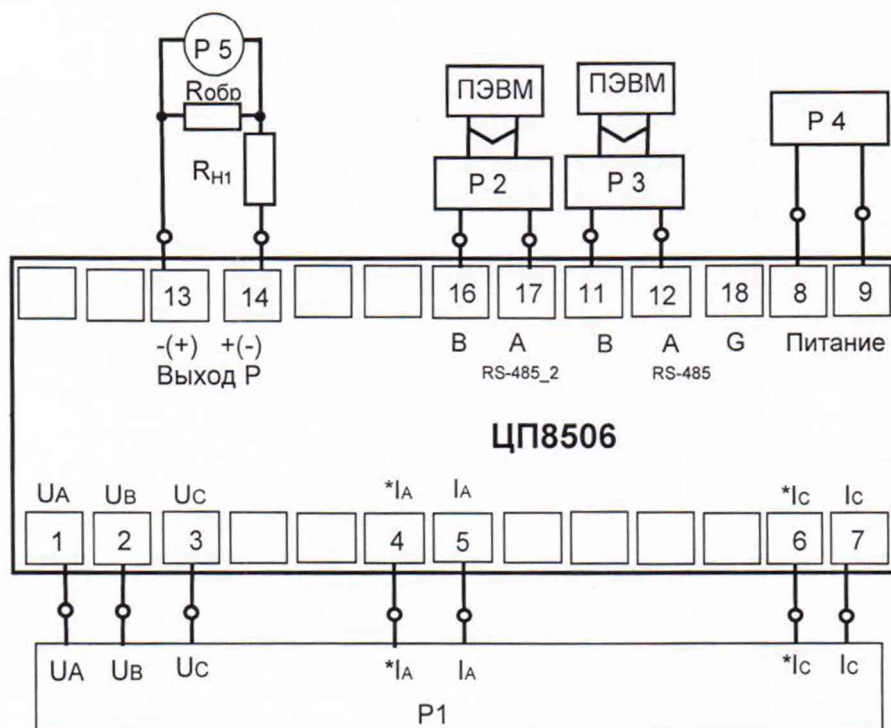 P 5
Rобр
RН1
ПЭВМ ПЭВМ
P 2 P 3
P 4
13 14 16 17 11 12 18 8 9
-(+) +(-) B A B A G Питание
Выход P RS-485_2 RS-485
ЦП8506
UA UB UC *IA IA *IC IC
1 2 3 4 5 6 7
UA UB UC *IA IA *IC IC
P1